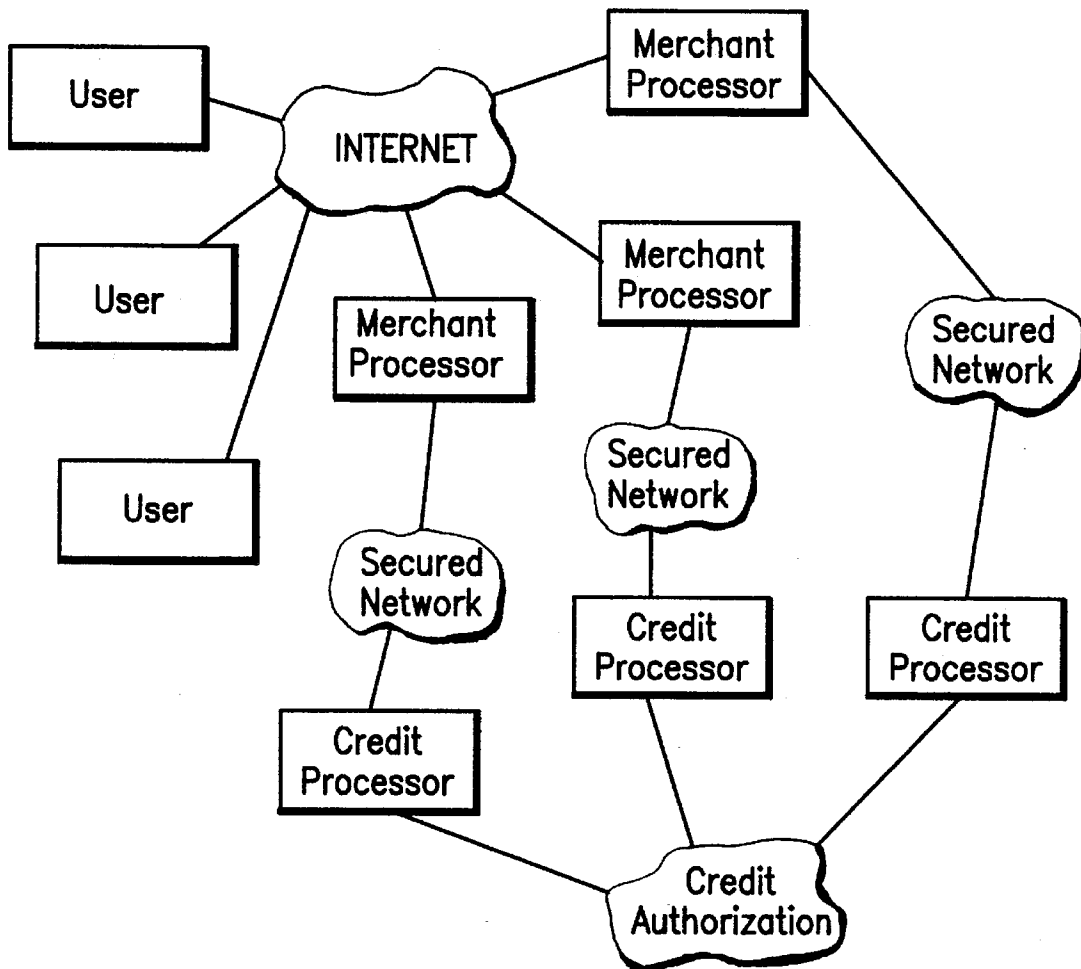 User
INTERNET
Merchant
Processor
User
Merchant
Processor
Merchant
Processor
Secured
Network
User
Secured
Network
Secured
Network
Credit
Processor
Credit
Processor
Credit
Processor
Credit
Authorization